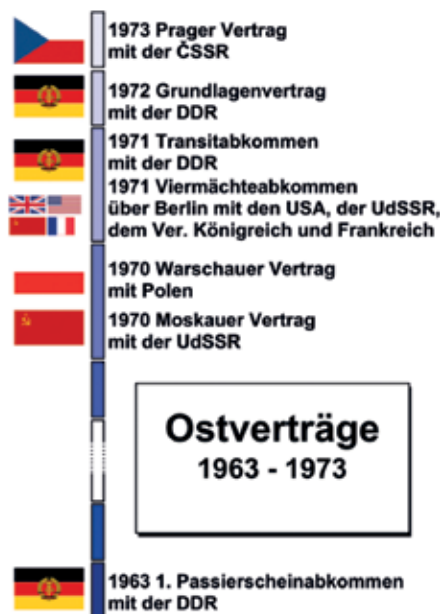 1973 Prager Vertrag
mit der ČSSR
1972 Grundlagenvertrag
mit der DDR
1971 Transitabkommen
mit der DDR
1971 Viermächteabkommen
über Berlin mit den USA, der UdSSR,
dem Ver. Königreich und Frankreich
1970 Warschauer Vertrag
mit Polen
1970 Moskauer Vertrag
mit der UdSSR
Ostverträge
1963 - 1973
1963 1. Passierscheinabkommen
mit der DDR